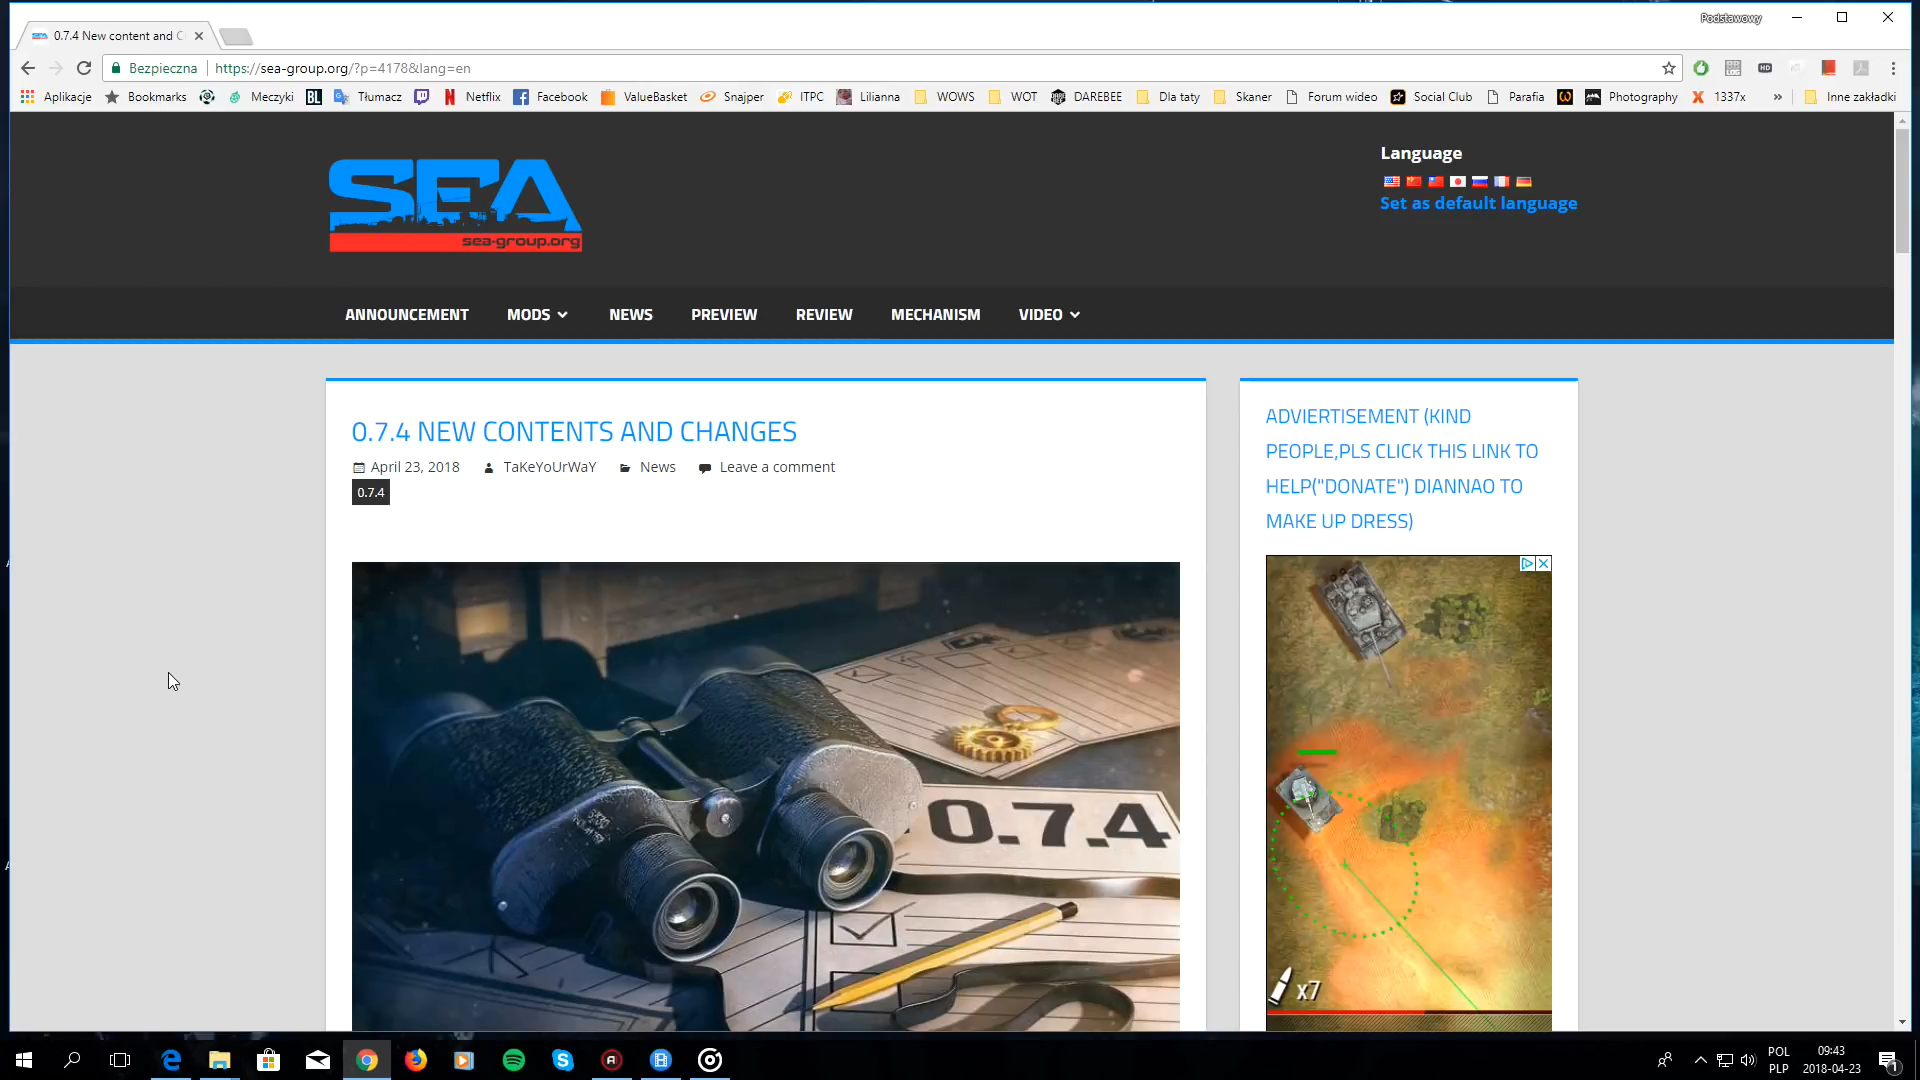 Podstawowy
0.7.4 New content and C
Bezpieczna https://sea-group.org/?p=4178&lang=en
Aplikacje Bookmarks Meczyki BL Tłumacz Netflix Facebook ValueBasket Snajper ITPC Lilianna WOWS WOT DAREBEE Dla taty Skaner Forum wideo Social Club Parafia Photography 1337x » Inne zakładki
SEA
sea-group.org
Language
Set as default language
ANNOUNCEMENT MODS NEWS PREVIEW REVIEW MECHANISM VIDEO
0.7.4 NEW CONTENTS AND CHANGES
April 23, 2018 TaKeYoUrWaY News Leave a comment
0.7.4
0.7.4
ADVIERTISEMENT (KIND
PEOPLE,PLS CLICK THIS LINK TO
HELP("DONATE") DIANNAO TO
MAKE UP DRESS)
x7
POL
PLP
09:43
2018-04-23
1